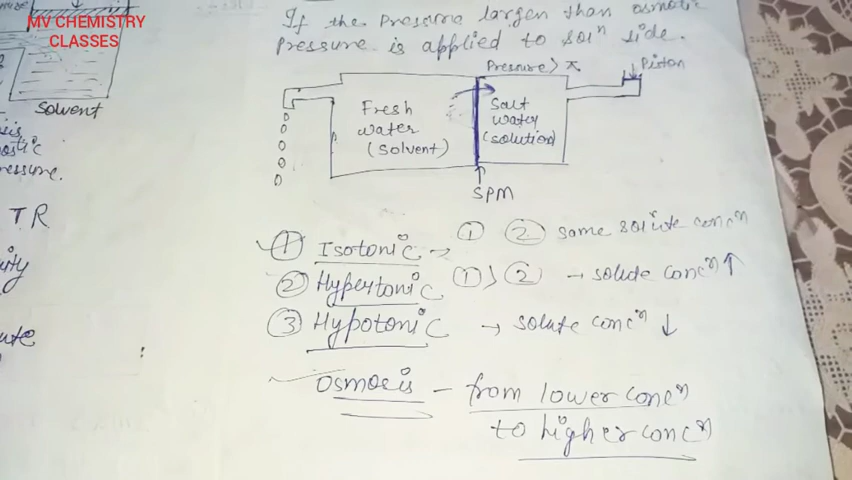 MV CHEMISTRY
CLASSES
Solvent
essure.
TR
If the pressure larger than osmotic
pressure is applied to solⁿ side.
Pressure > π
Piston
Fresh
water
(solvent)
Salt
water
(solution)
SPM
① Isotonic → ① ② same solute concⁿ
② Hypertonic ① > ② → solute concⁿ ↑
③ Hypotonic → solute concⁿ ↓
Osmosis – from lower concⁿ
to higher concⁿ